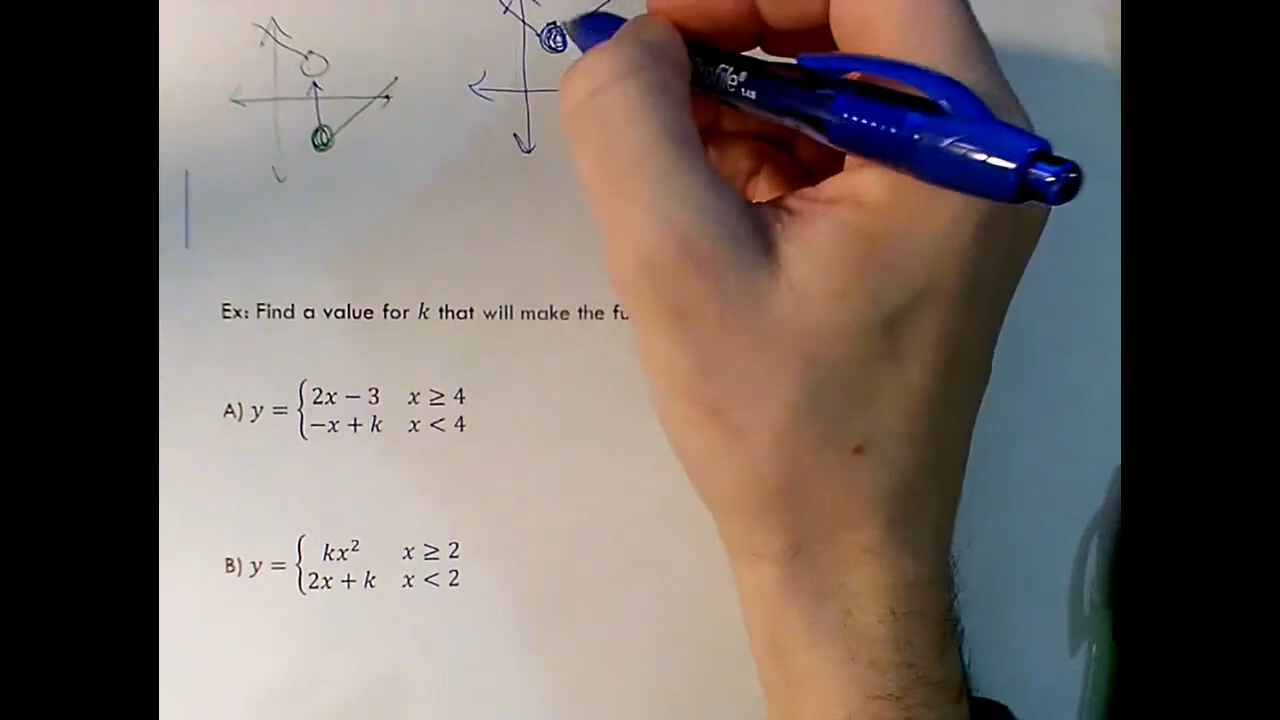 Ex: Find a value for k that will make the fu
A) y = { 2x − 3 x ≥ 4
−x + k x < 4
B) y = { kx² x ≥ 2
2x + k x < 2